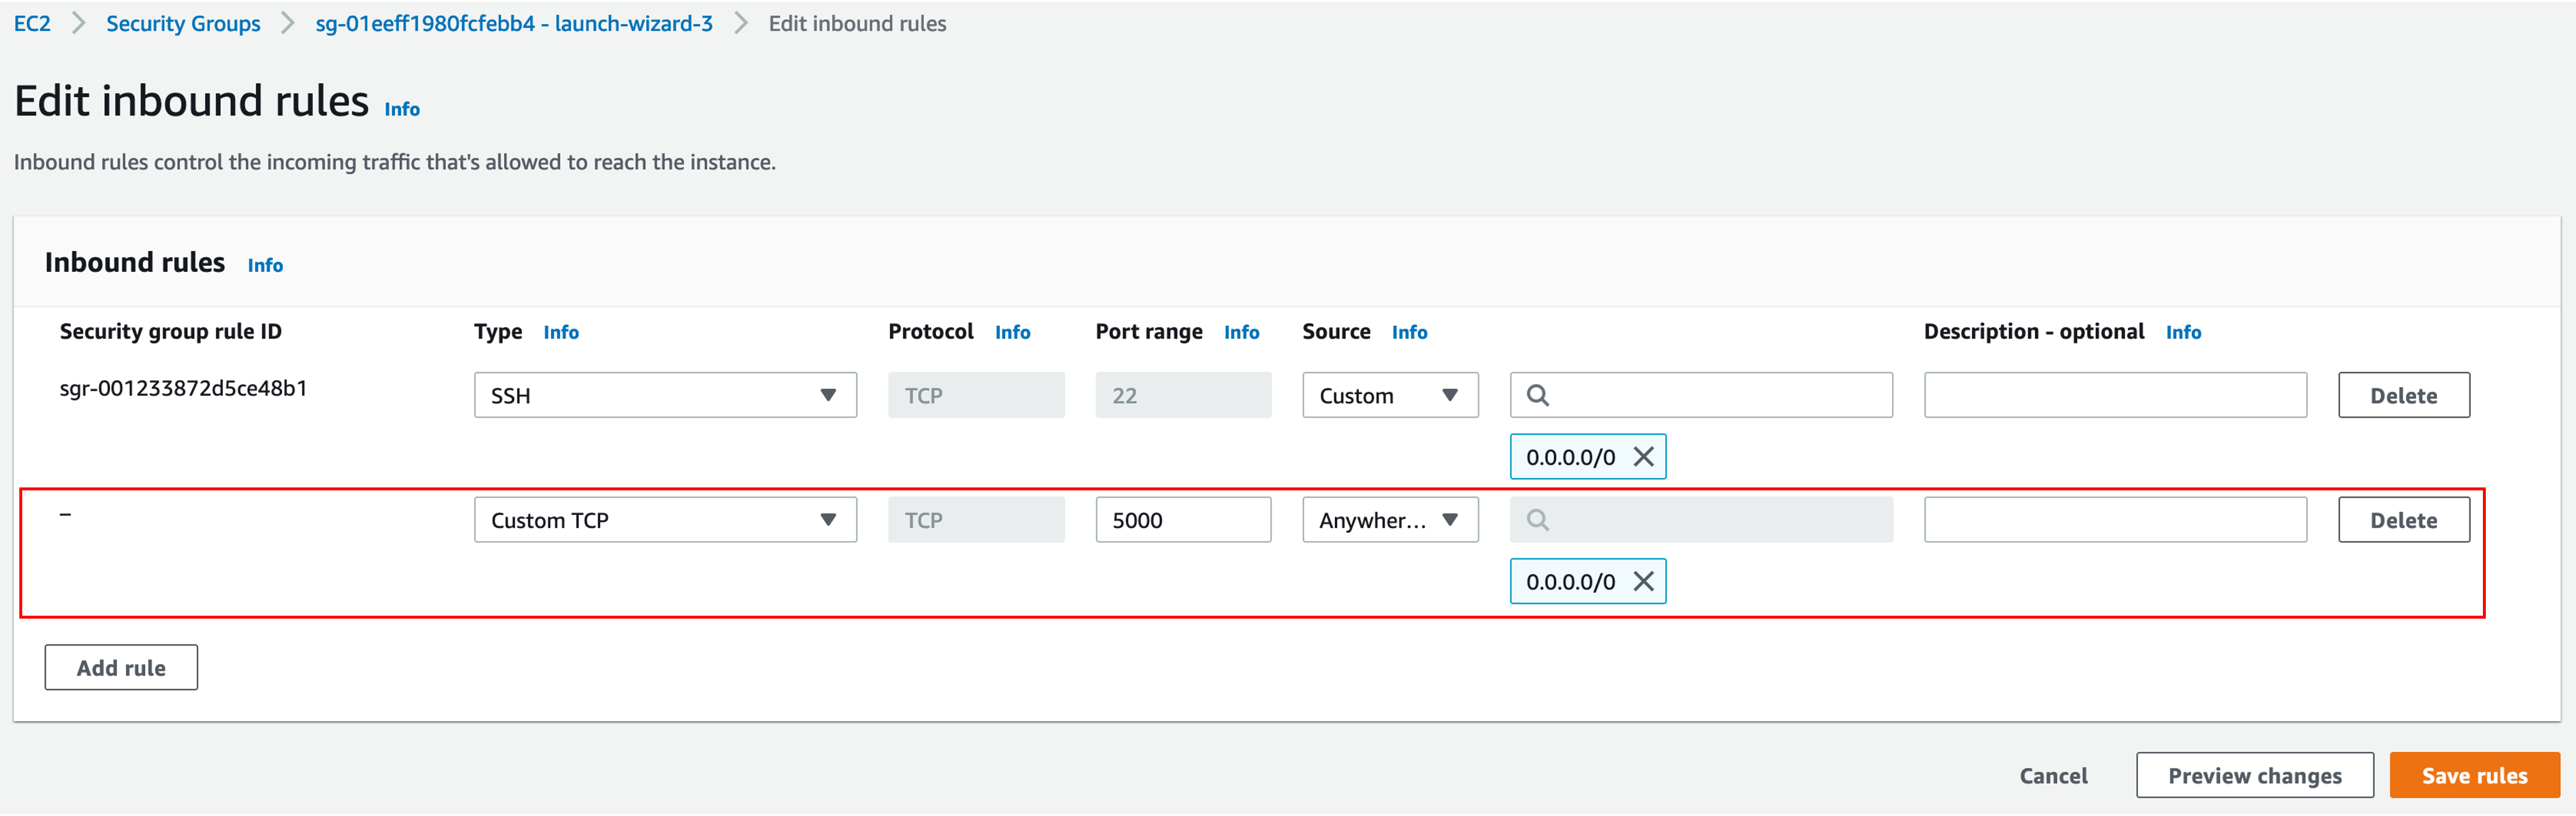 EC2 > Security Groups > sg-01eeff1980fcfebb4 - launch-wizard-3 > Edit inbound rules
Edit inbound rules Info
Inbound rules control the incoming traffic that's allowed to reach the instance.
Inbound rules Info
Security group rule ID Type Info Protocol Info Port range Info Source Info Description - optional Info
sgr-001233872d5ce48b1 SSH TCP 22 Custom Delete
0.0.0.0/0
– Custom TCP TCP 5000 Anywher... Delete
0.0.0.0/0
Add rule
Cancel Preview changes Save rules